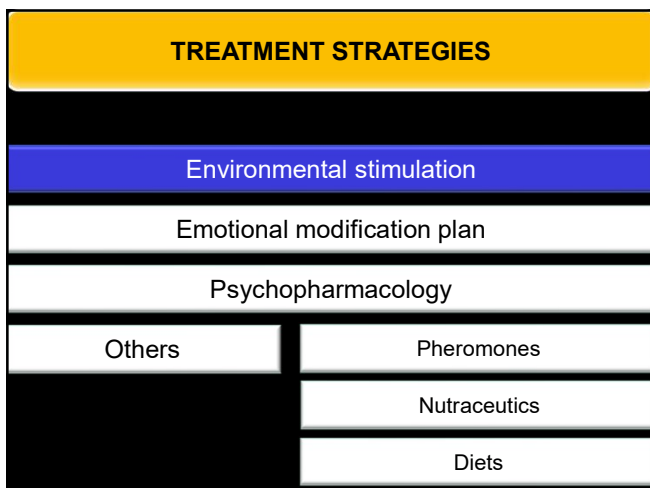 TREATMENT STRATEGIES
Environmental stimulation
Emotional modification plan
Psychopharmacology
Others
Pheromones
Nutraceutics
Diets